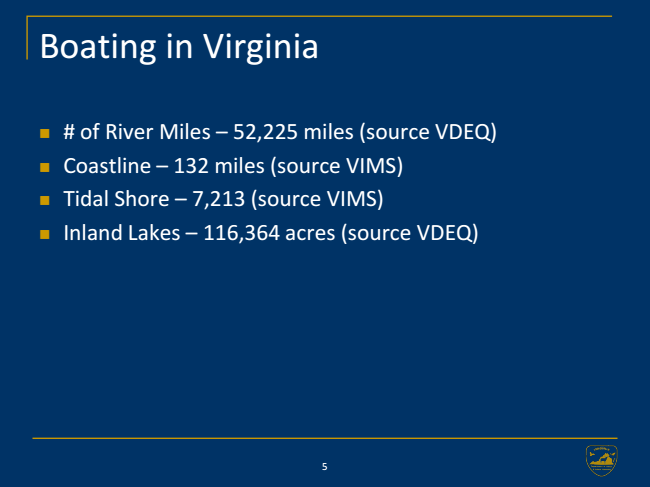 Boating in Virginia
# of River Miles – 52,225 miles (source VDEQ)
Coastline – 132 miles (source VIMS)
Tidal Shore – 7,213 (source VIMS)
Inland Lakes – 116,364 acres (source VDEQ)
5